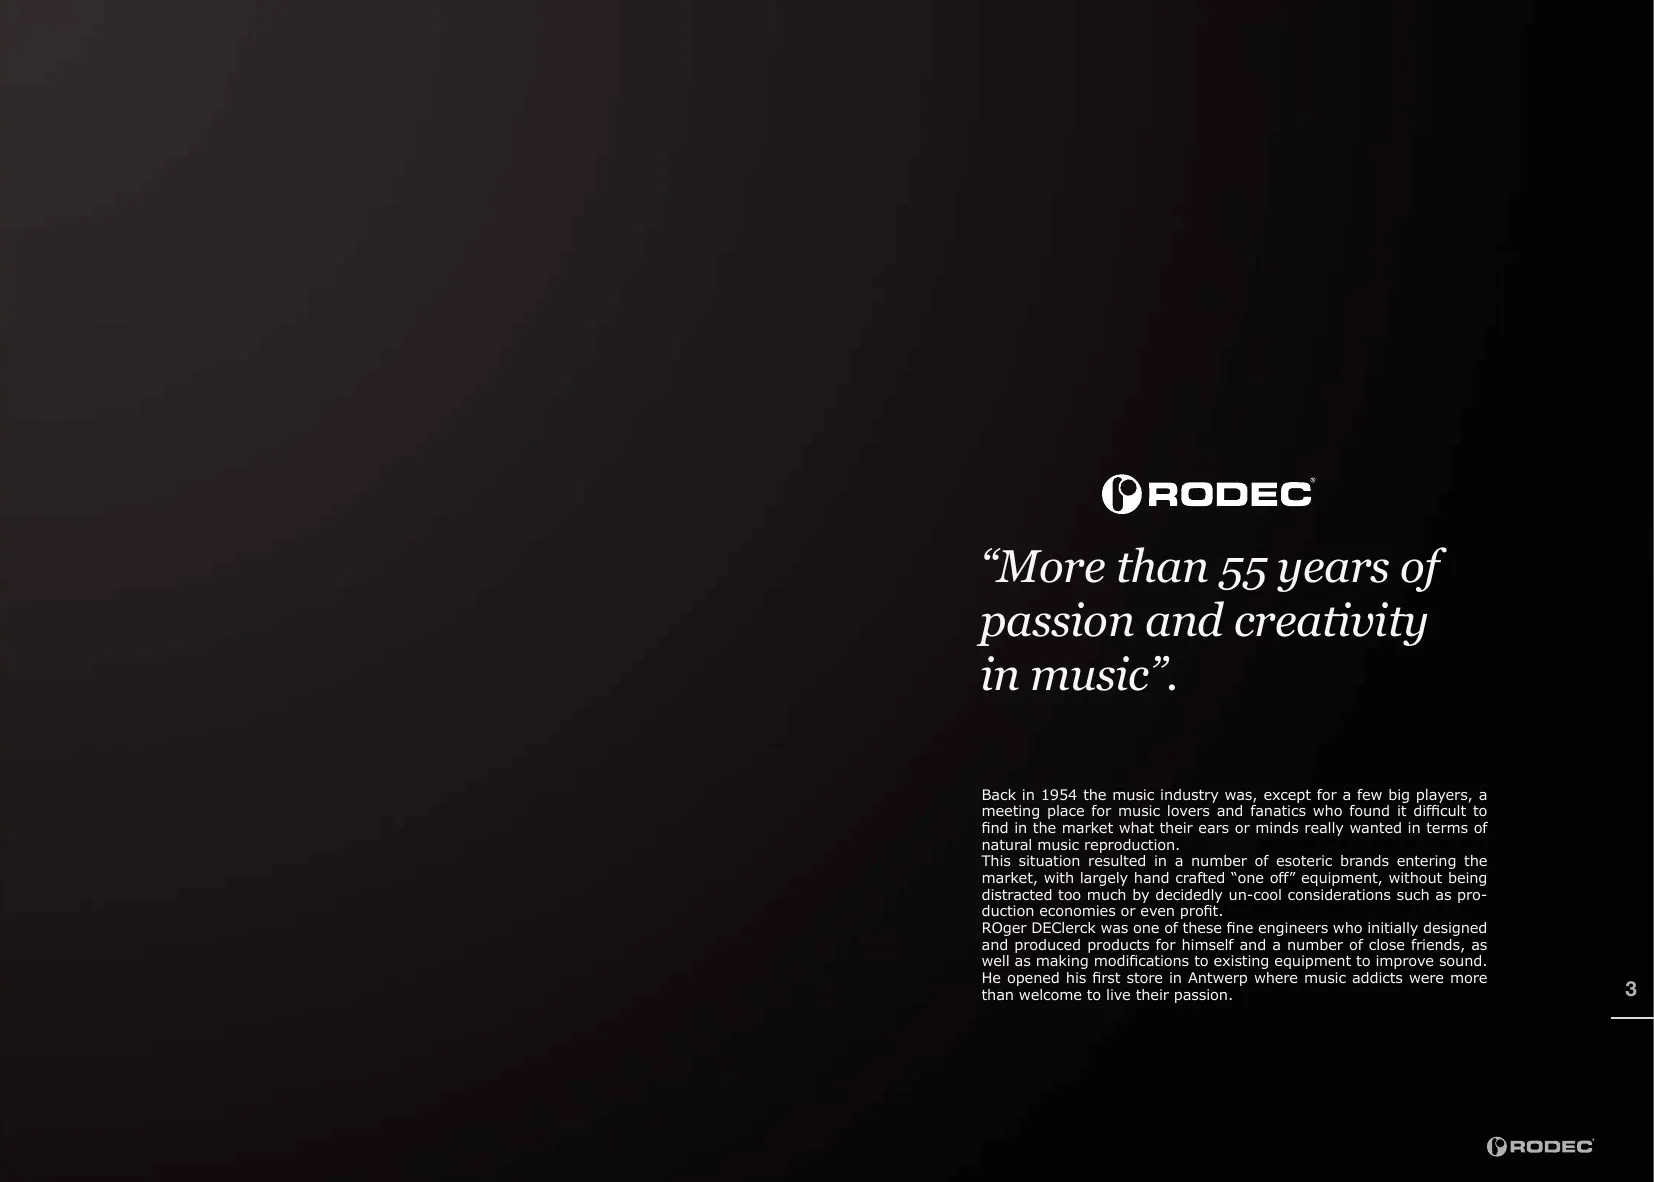 RODEC®
“More than 55 years of
passion and creativity
in music”.
Back in 1954 the music industry was, except for a few big players, a
meeting place for music lovers and fanatics who found it difficult to
find in the market what their ears or minds really wanted in terms of
natural music reproduction.
This situation resulted in a number of esoteric brands entering the
market, with largely hand crafted “one off” equipment, without being
distracted too much by decidedly un-cool considerations such as pro-
duction economies or even profit.
ROger DEClerck was one of these fine engineers who initially designed
and produced products for himself and a number of close friends, as
well as making modifications to existing equipment to improve sound.
He opened his first store in Antwerp where music addicts were more
than welcome to live their passion.
3
RODEC